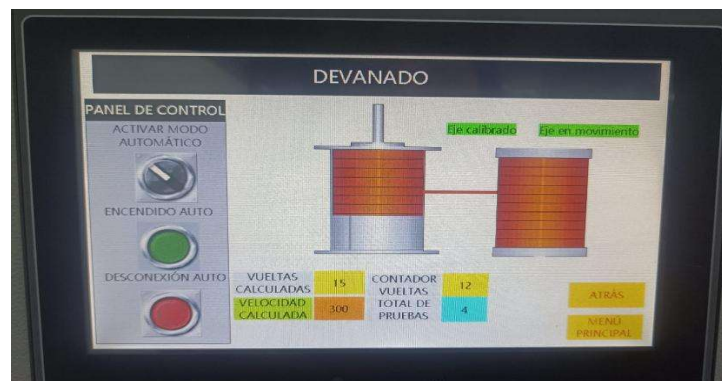 DEVANADO
PANEL DE CONTROL
ACTIVAR MODO
AUTOMÁTICO
ENCENDIDO AUTO
DESCONEXIÓN AUTO
Eje calibrado
Eje en movimiento
VUELTAS
CALCULADAS
15
CONTADOR
VUELTAS
12
VELOCIDAD
CALCULADA
300
TOTAL DE
PRUEBAS
4
ATRÁS
MENÚ
PRINCIPAL